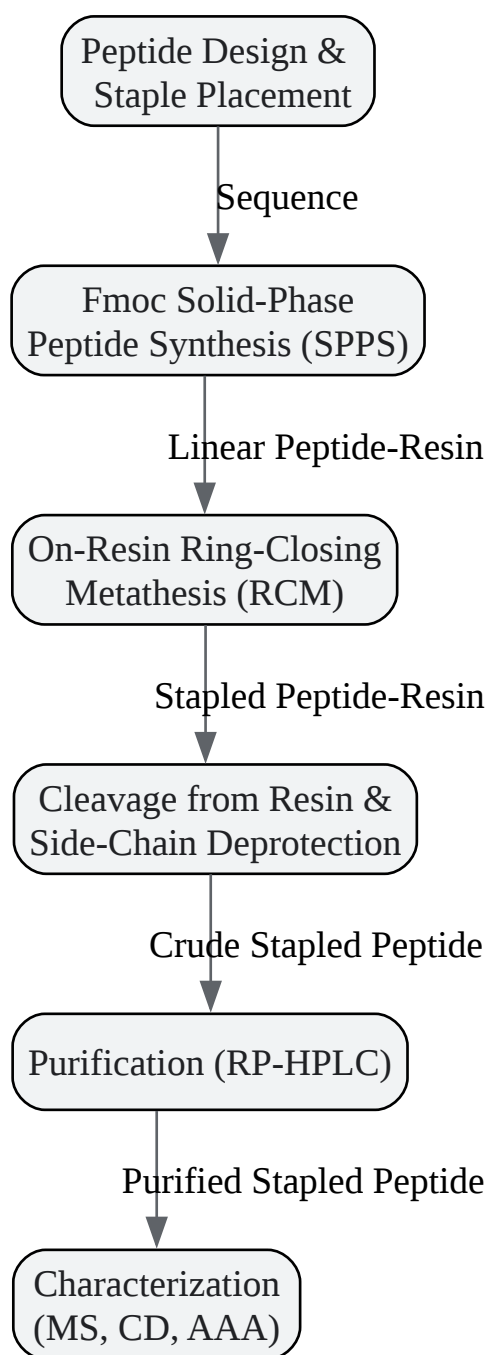 Peptide Design &
Staple Placement
Sequence
Fmoc Solid-Phase
Peptide Synthesis (SPPS)
Linear Peptide-Resin
On-Resin Ring-Closing
Metathesis (RCM)
Stapled Peptide-Resin
Cleavage from Resin &
Side-Chain Deprotection
Crude Stapled Peptide
Purification (RP-HPLC)
Purified Stapled Peptide
Characterization
(MS, CD, AAA)